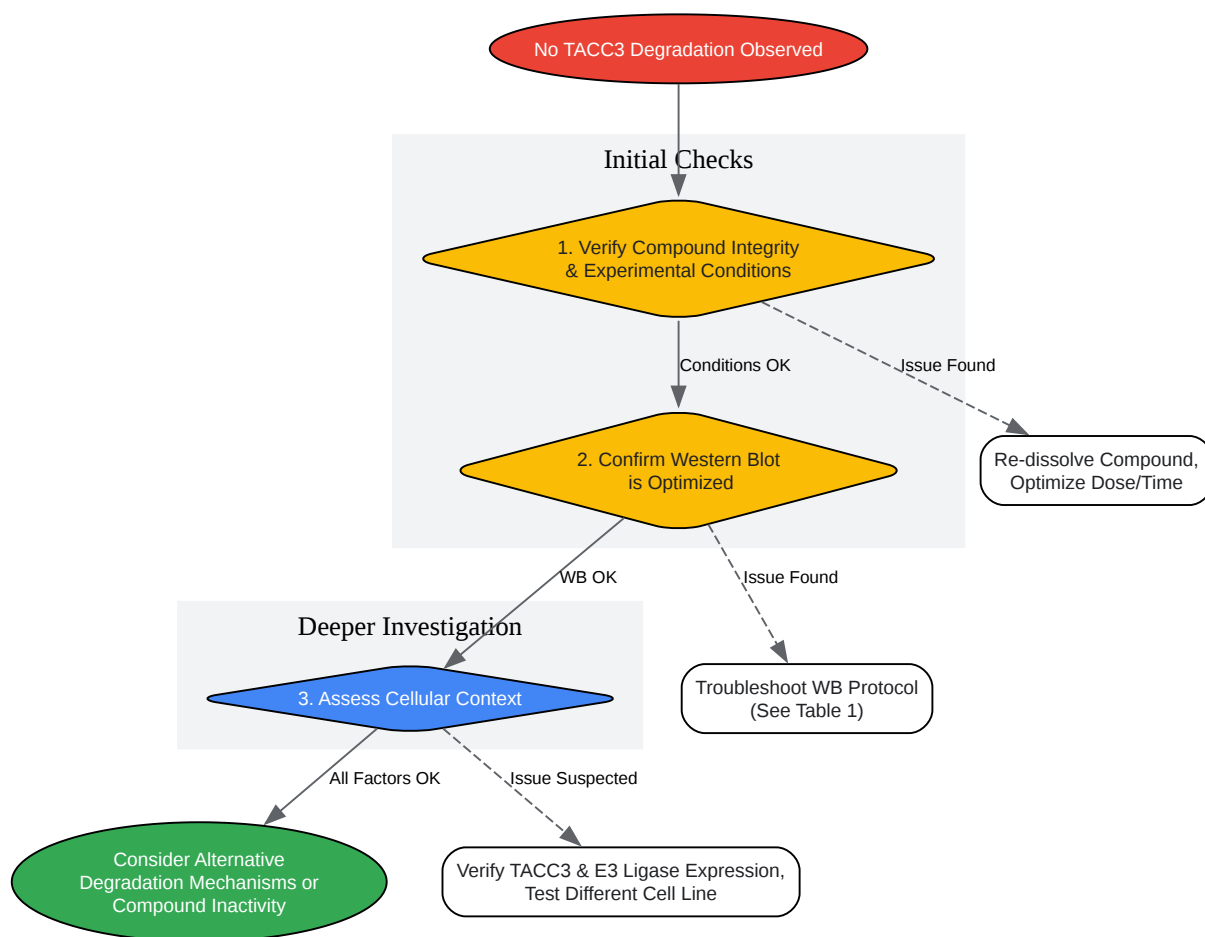 No TACC3 Degradation Observed
Initial Checks
1. Verify Compound Integrity
& Experimental Conditions
Conditions OK
Issue Found
2. Confirm Western Blot
is Optimized
Re-dissolve Compound,
Optimize Dose/Time
WB OK
Issue Found
Deeper Investigation
3. Assess Cellular Context
Troubleshoot WB Protocol
(See Table 1)
All Factors OK
Issue Suspected
Consider Alternative
Degradation Mechanisms or
Compound Inactivity
Verify TACC3 & E3 Ligase Expression,
Test Different Cell Line